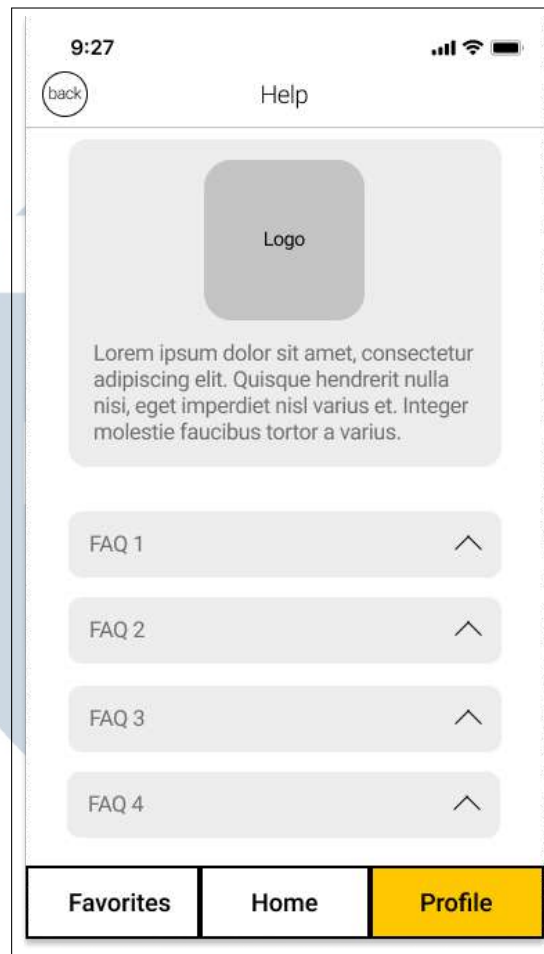 9:27
back
Help
Logo
Lorem ipsum dolor sit amet, consectetur
adipiscing elit. Quisque hendrerit nulla
nisi, eget imperdiet nisl varius et. Integer
molestie faucibus tortor a varius.
FAQ 1
FAQ 2
FAQ 3
FAQ 4
Favorites Home Profile